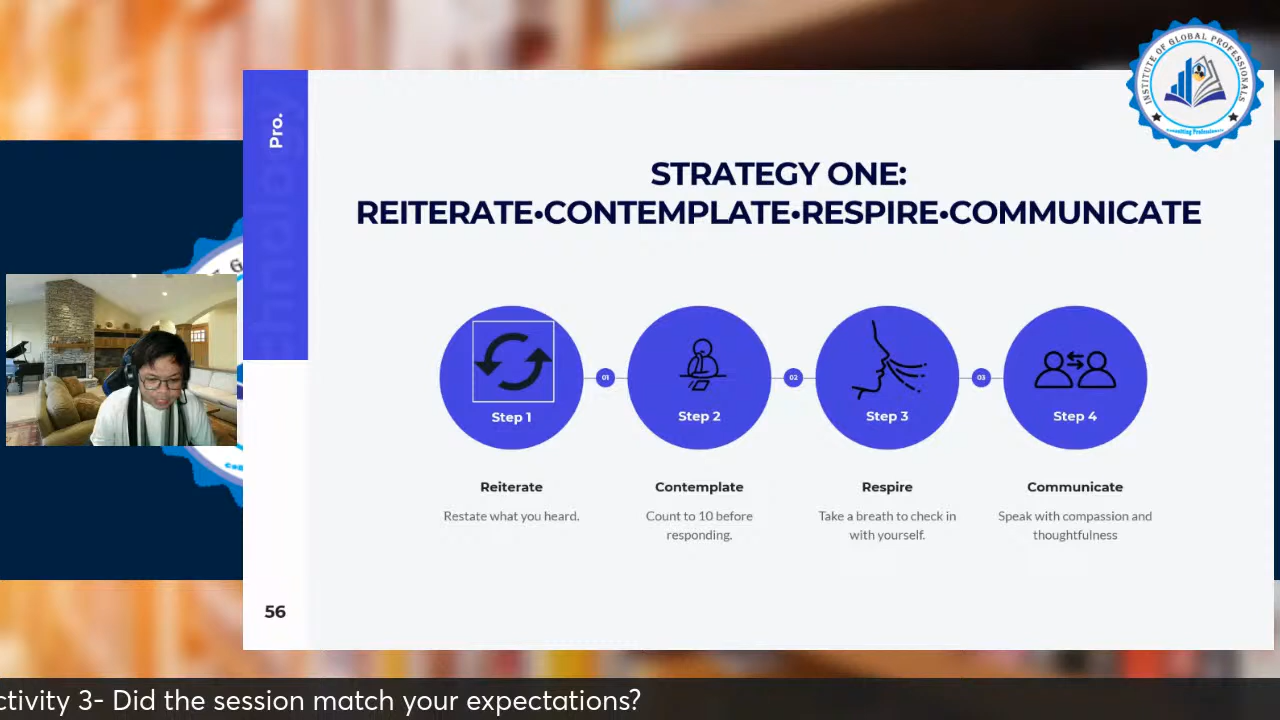 Pro.
INSTITUTE OF GLOBAL PROFESSIONALS
Consulting Professionals
STRATEGY ONE:
REITERATE•CONTEMPLATE•RESPIRE•COMMUNICATE
Step 1
01
Step 2
02
Step 3
03
Step 4
Reiterate
Restate what you heard.
Contemplate
Count to 10 before
responding.
Respire
Take a breath to check in
with yourself.
Communicate
Speak with compassion and
thoughtfulness
56
ctivity 3- Did the session match your expectations?